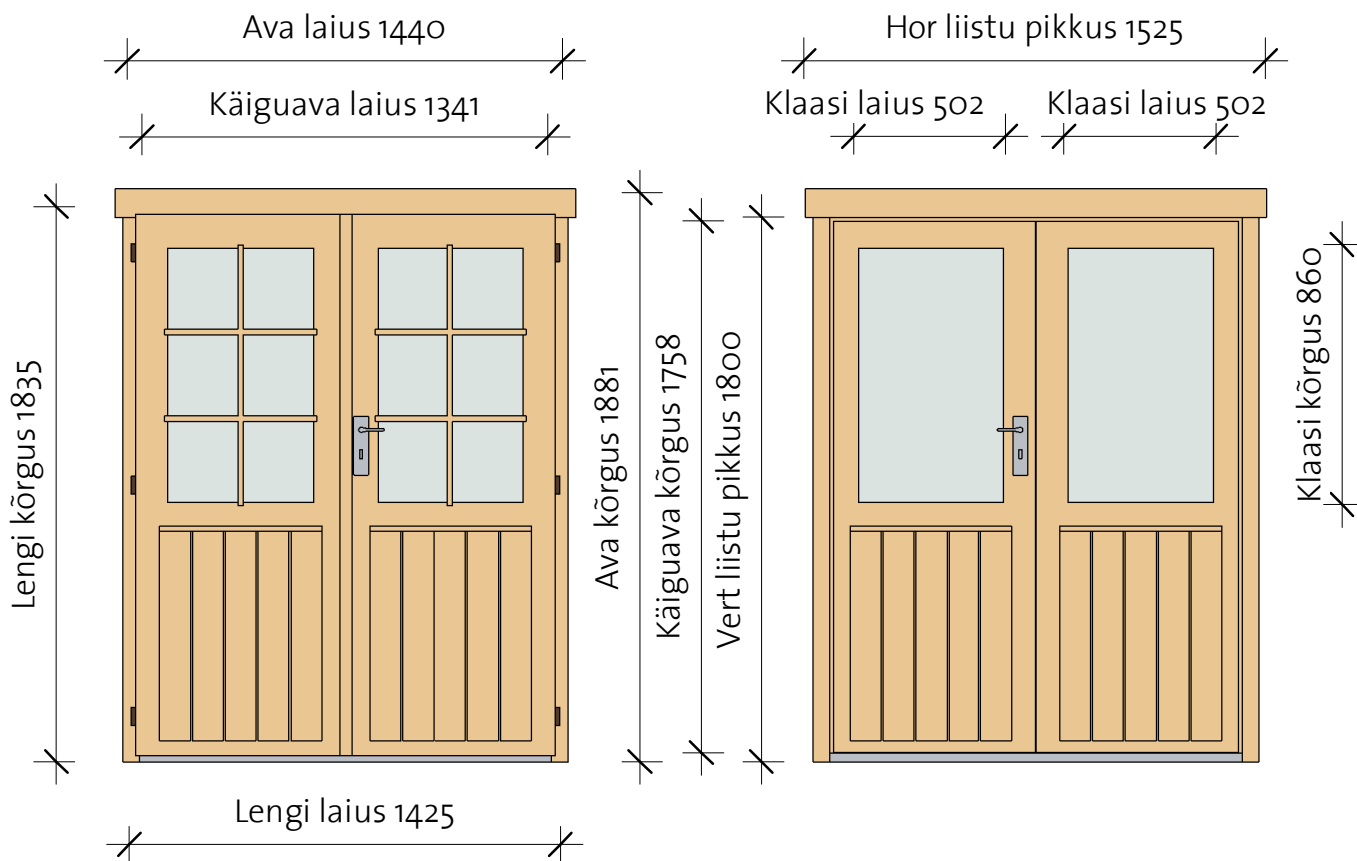 Ava laius 1440
Hor liistu pikkus 1525
Käiguava laius 1341
Klaasi laius 502
Klaasi laius 502
Lengi kõrgus 1835
Ava kõrgus 1881
Käiguava kõrgus 1758
Vert liistu pikkus 1800
Klaasi kõrgus 860
Lengi laius 1425